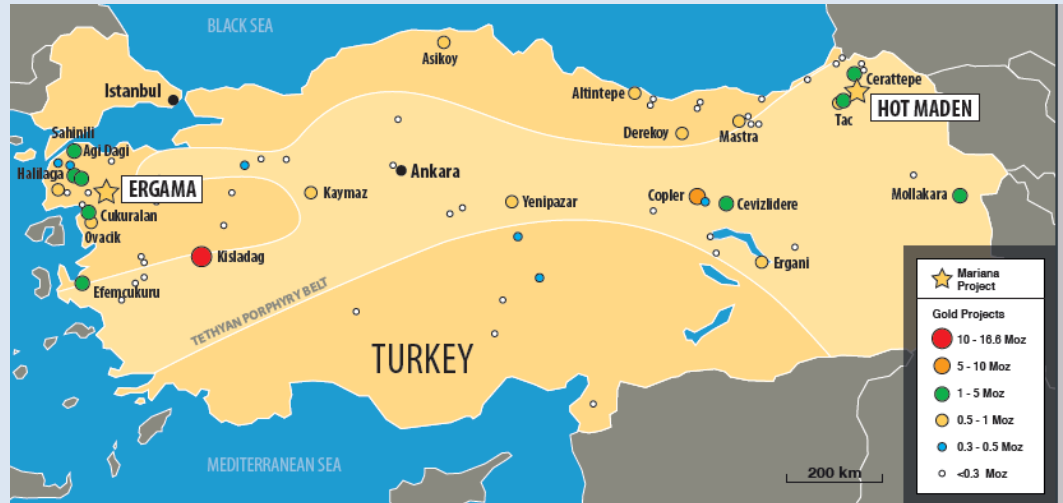 BLACK SEA
Asikoy
Istanbul
Altintepe
Cerattepe
HOT MADEN
Tac
Sahinili
Agi Dagi
Derekoy
Mastra
Halilaga
ERGAMA
Ankara
Kaymaz
Yenipazar
Copler
Cevizlidere
Mollakara
Cukuralan
Ovacik
Kisladag
Ergani
Efemcukuru
TETHYAN PORPHYRY BELT
TURKEY
MEDITERRANEAN SEA
200 km
Mariana
Project
Gold Projects
10 - 16.6 Moz
5 - 10 Moz
1 - 5 Moz
0.5 - 1 Moz
0.3 - 0.5 Moz
<0.3 Moz